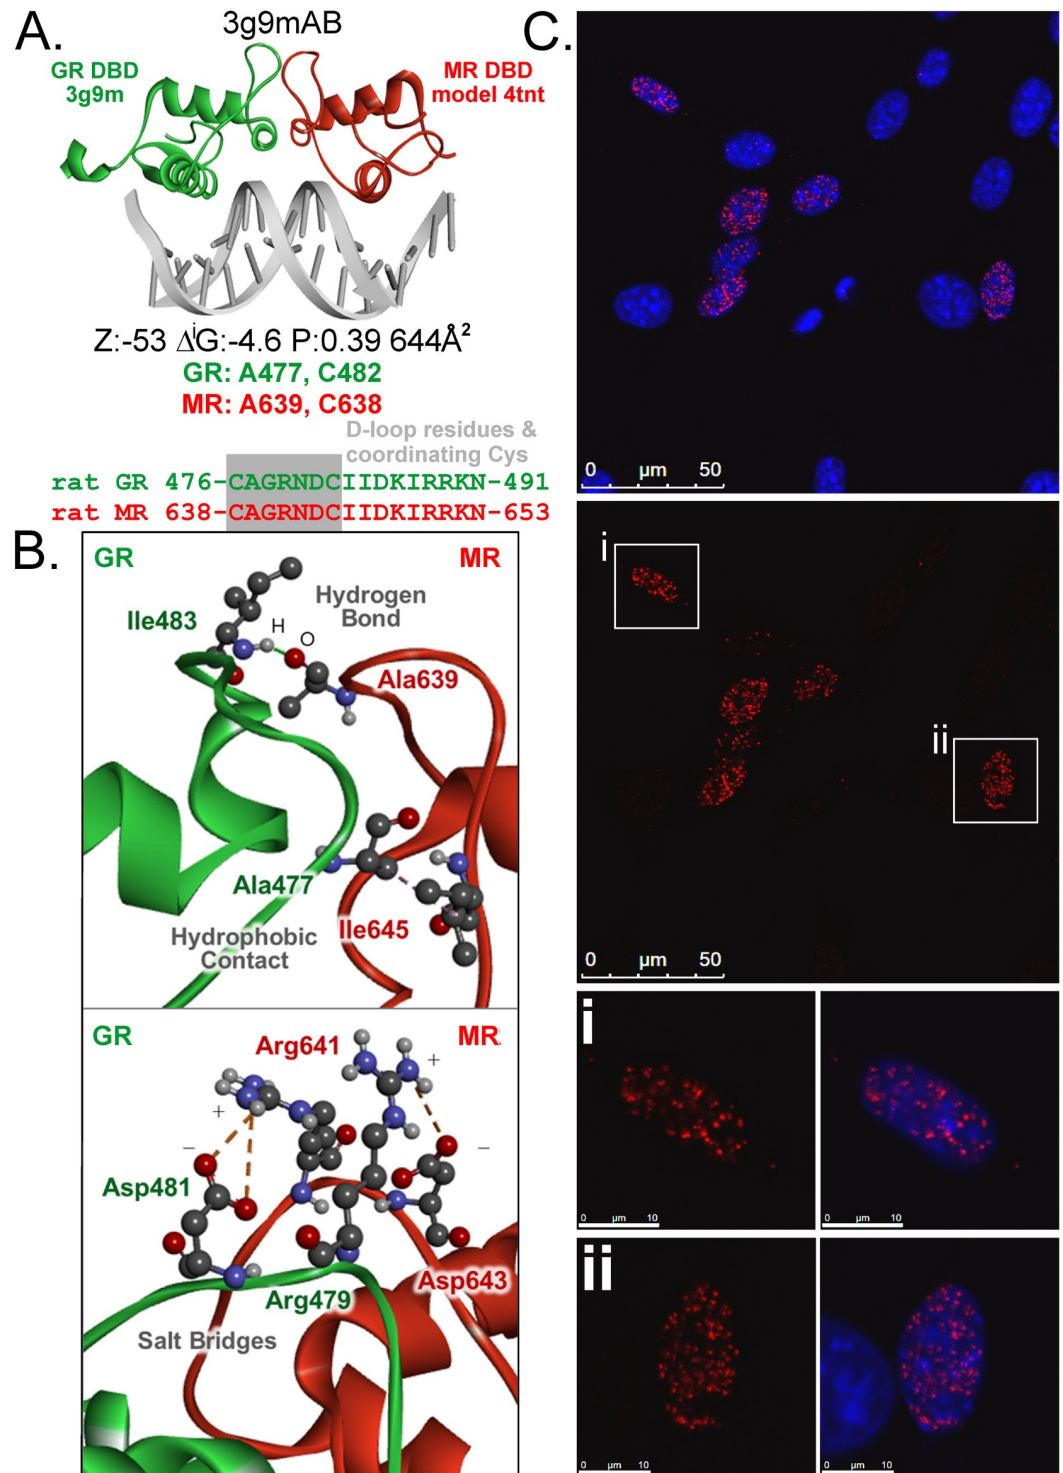 A.
3g9mAB
GR DBD
3g9m
MR DBD
model 4tnt
Z:-53 ΔⁱG:-4.6 P:0.39 644Å²
GR: A477, C482
MR: A639, C638
D-loop residues &
coordinating Cys
rat GR 476-CAGRNDCIIDKIRRKN-491
rat MR 638-CAGRNDCIIDKIRRKN-653
B.
GR
MR
Ile483
H
O
Hydrogen
Bond
Ala639
Ala477
Ile645
Hydrophobic
Contact
GR
MR
Arg641
+
+
−
−
Asp481
Asp643
Arg479
Salt Bridges
C.
0 µm 50
i
ii
0 µm 50
i
0 µm 10
0 µm 10
ii
0 µm 10
0 µm 10